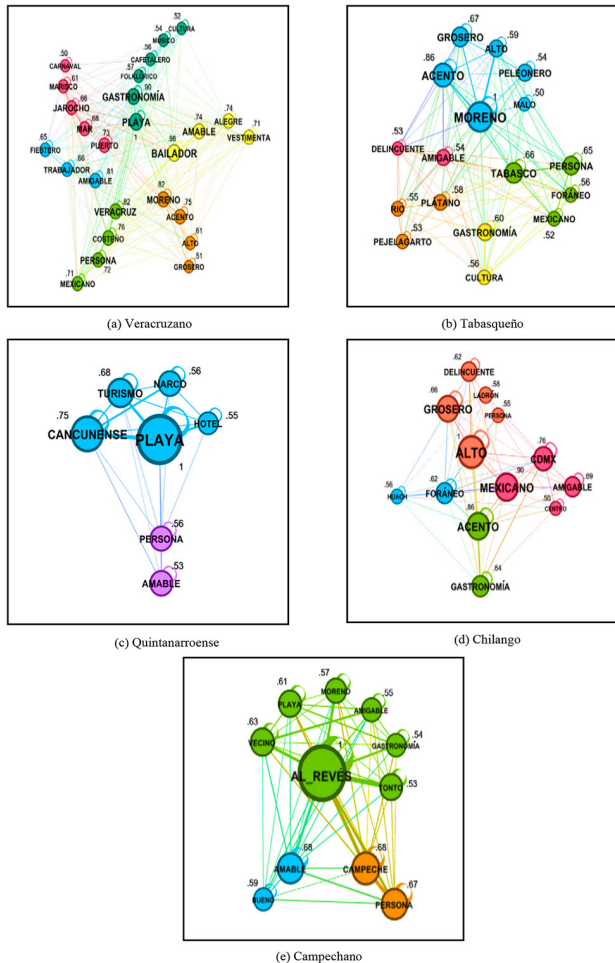 .52
CULTURA
.54
MÚSICO
.56
CAFETALERO
.57
FOLKLÓRICO
.50
CARNAVAL
.61
MARISCO
.90
GASTRONOMÍA
.66
JAROCHO
.68
MAR
PLAYA
1
.73
PUERTO
.74
AMABLE
.74
ALEGRE
.71
VESTIMENTA
.98
BAILADOR
.65
FIESTERO
.66
TRABAJADOR
.81
AMIGABLE
.82
MORENO
.82
VERACRUZ
.75
ACENTO
.76
COSTEÑO
.61
ALTO
.72
PERSONA
.51
GROSERO
.71
MEXICANO
(a) Veracruzano
.67
GROSERO
.59
ALTO
.86
ACENTO
.54
PELEONERO
.50
MALO
1
MORENO
.53
DELINCUENTE
.54
AMIGABLE
.66
TABASCO
.65
PERSONA
.56
FORÁNEO
.55
RIO
.58
PLÁTANO
MEXICANO
.52
.53
PEJELAGARTO
.60
GASTRONOMÍA
.56
CULTURA
(b) Tabasqueño
.68
TURISMO
.56
NARCO
.55
HOTEL
.75
CANCUNENSE
PLAYA
1
.56
PERSONA
.53
AMABLE
(c) Quintanarroense
.62
DELINCUENTE
.58
LADRÓN
.55
PERSONA
.66
GROSERO
1
ALTO
.76
CDMX
.56
HUACH
.62
FORÁNEO
.90
MEXICANO
.69
AMIGABLE
.50
CENTRO
.86
ACENTO
.64
GASTRONOMÍA
(d) Chilango
.61
PLAYA
.57
MORENO
.55
AMIGABLE
.63
VECINO
.54
GASTRONOMÍA
1
AL_REVÉS
.53
TONTO
.68
AMABLE
.68
CAMPECHE
.59
BUENO
.67
PERSONA
(e) Campechano